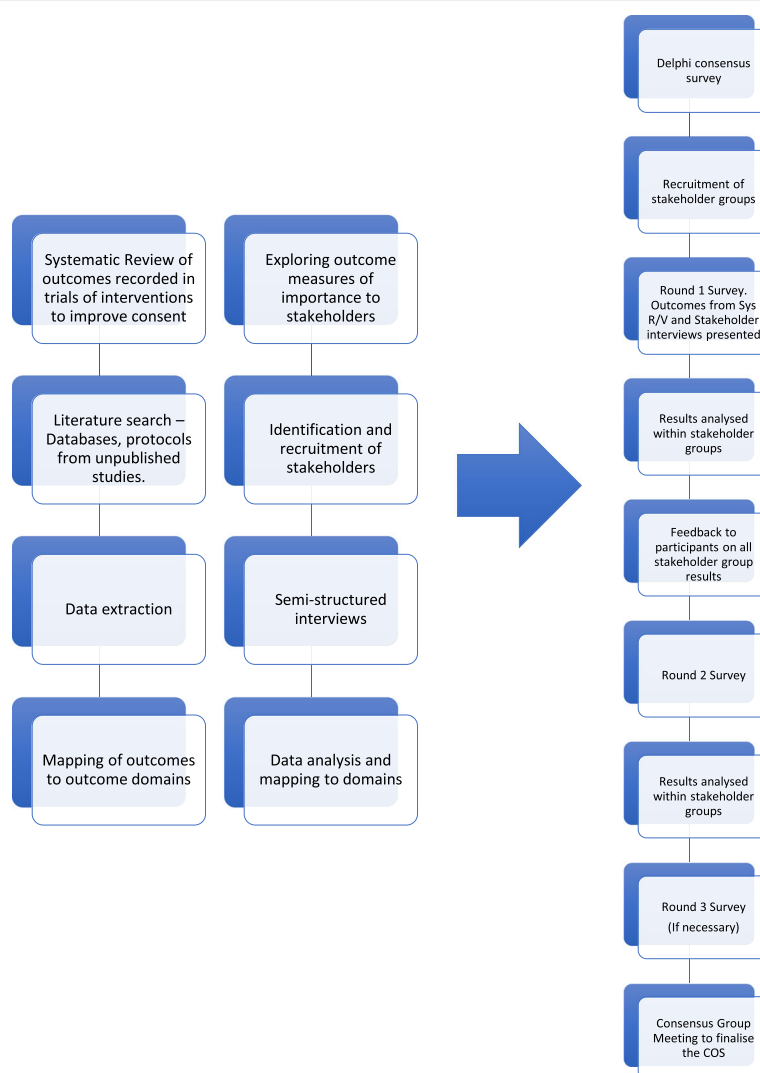 Systematic Review of
outcomes recorded in
trials of interventions
to improve consent
Literature search –
Databases, protocols
from unpublished
studies.
Data extraction
Mapping of outcomes
to outcome domains
Exploring outcome
measures of
importance to
stakeholders
Identification and
recruitment of
stakeholders
Semi-structured
interviews
Data analysis and
mapping to domains
Delphi consensus
survey
Recruitment of
stakeholder groups
Round 1 Survey.
Outcomes from Sys
R/V and Stakeholder
interviews presented
Results analysed
within stakeholder
groups
Feedback to
participants on all
stakeholder group
results
Round 2 Survey
Results analysed
within stakeholder
groups
Round 3 Survey
(If necessary)
Consensus Group
Meeting to finalise
the COS